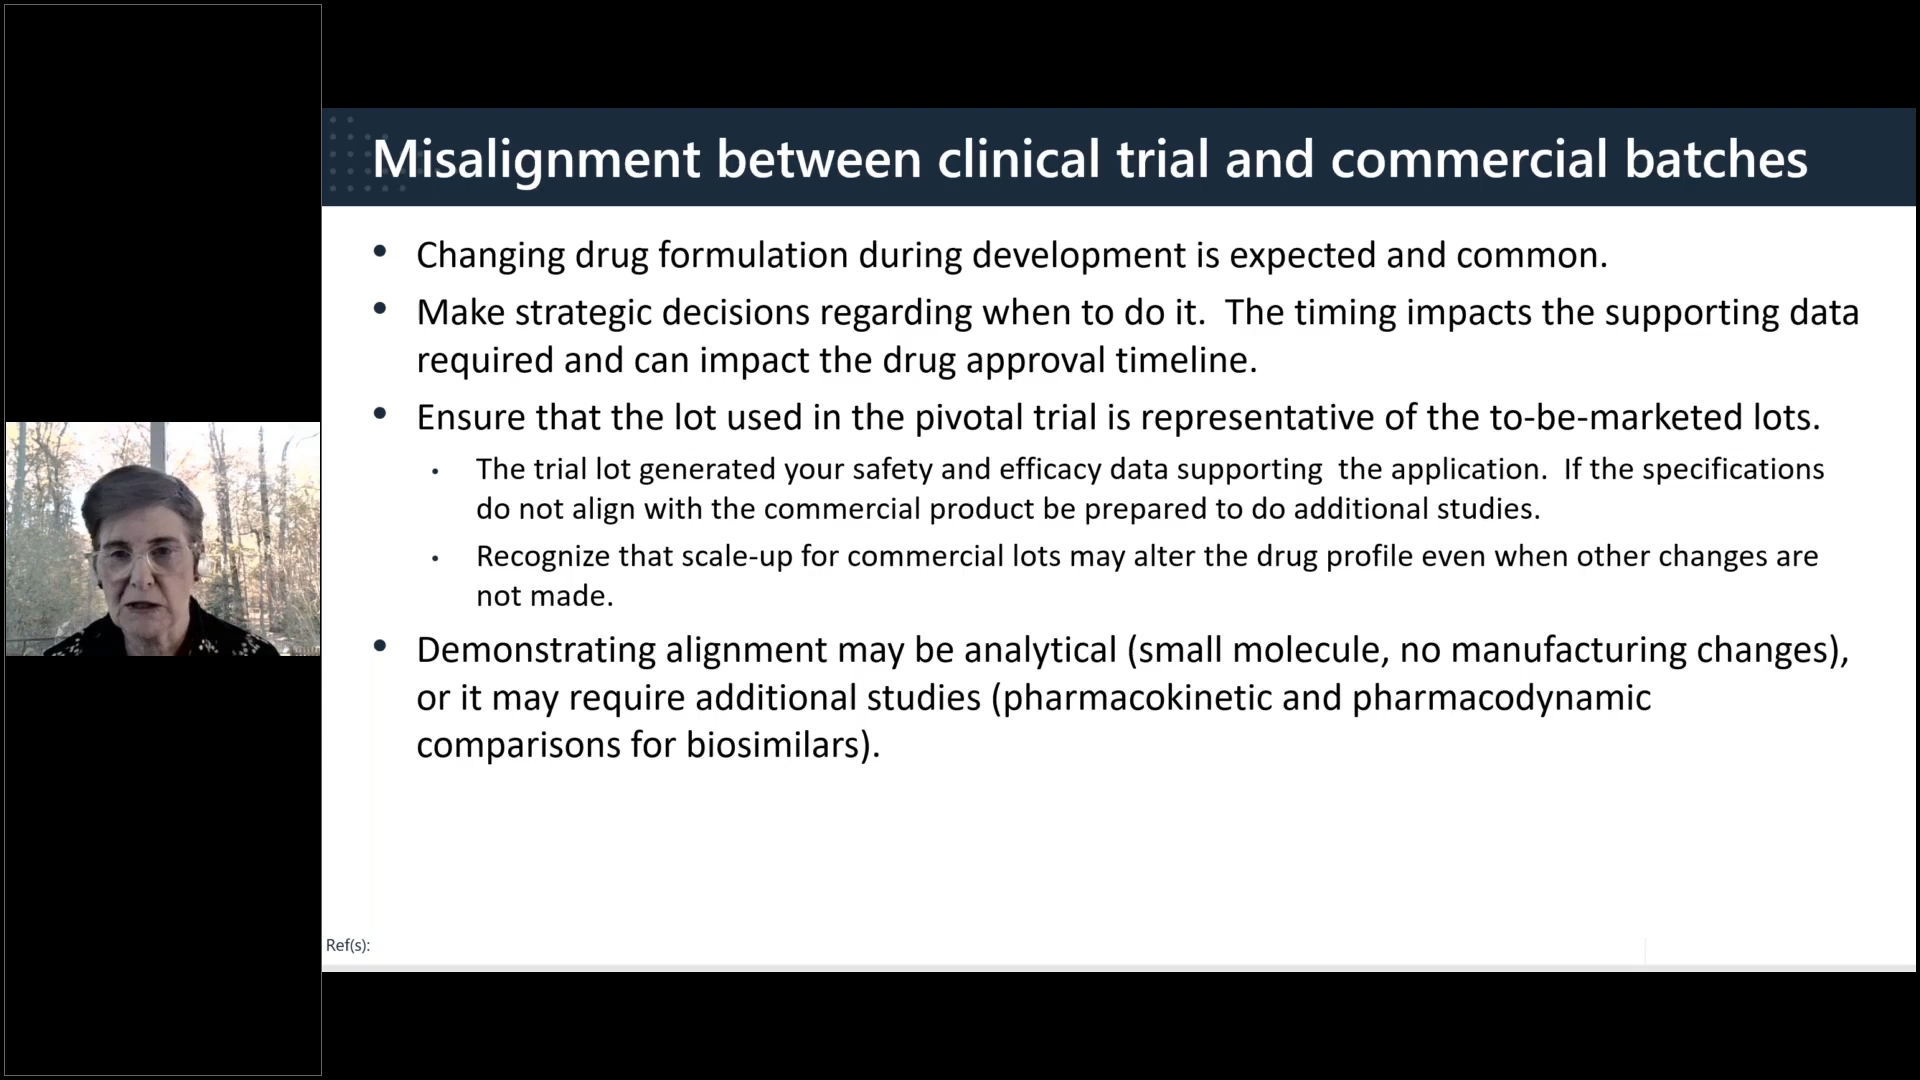 Misalignment between clinical trial and commercial batches
• Changing drug formulation during development is expected and common.
• Make strategic decisions regarding when to do it.  The timing impacts the supporting data
required and can impact the drug approval timeline.
• Ensure that the lot used in the pivotal trial is representative of the to-be-marketed lots.
• The trial lot generated your safety and efficacy data supporting  the application.  If the specifications
do not align with the commercial product be prepared to do additional studies.
• Recognize that scale-up for commercial lots may alter the drug profile even when other changes are
not made.
• Demonstrating alignment may be analytical (small molecule, no manufacturing changes),
or it may require additional studies (pharmacokinetic and pharmacodynamic
comparisons for biosimilars).
Ref(s):